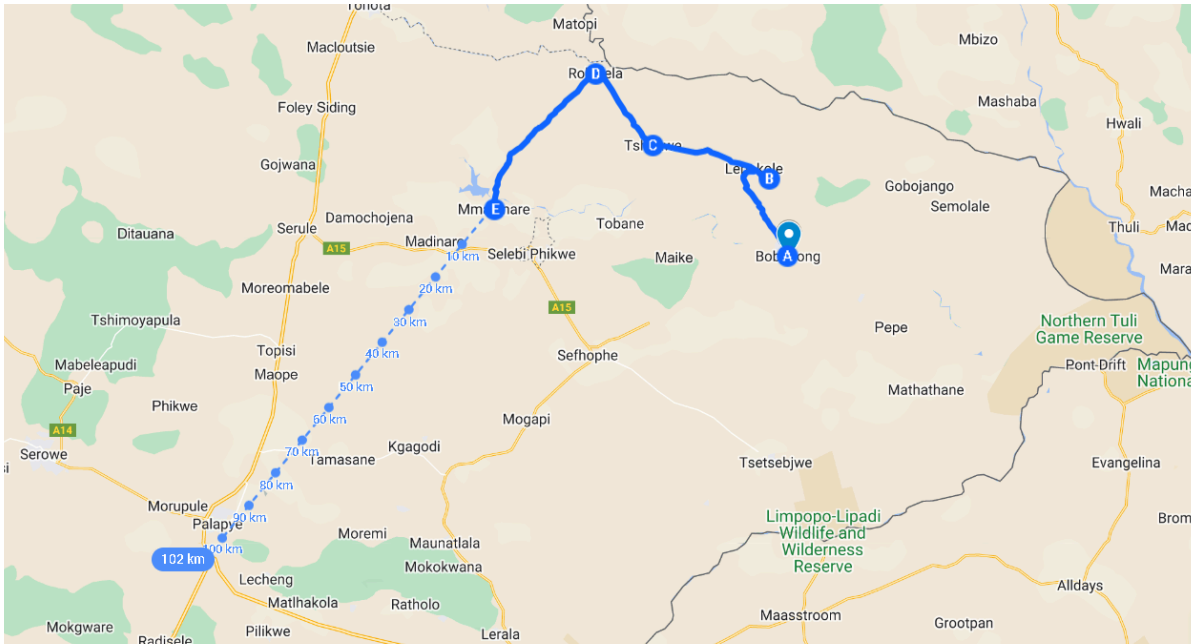 Matopi
Mbizo
Macloutsie
D
Mashaba
Foley Siding
Hwali
C
Gojwana
B
Gobojango
Macha
Semolale
E
Damochojena
Tobane
Ditauana
Serule
Thuli
Mac
Madinare
A15
10 km
Selebi Phikwe
Maike
A
Mara
20 km
Moreomabele
A15
30 km
Tshimoyapula
Pepe
Northern Tuli
Game Reserve
40 km
Topisi
Sefhophe
Mabeleapudi
Pont-Drift
Mapung
National
Maope
50 km
Paje
Mathathane
Phikwe
60 km
Mogapi
A14
70 km
Kgagodi
Serowe
Tamasane
Tsetsebjwe
Evangelina
80 km
Morupule
90 km
Limpopo-Lipadi
Wildlife and
Wilderness
Reserve
Brom
Palapye
Moremi
Maunatlala
100 km
102 km
Mokokwana
Lecheng
Alldays
Matlhakola
Ratholo
Maasstroom
Grootpan
Mokgware
Pilikwe
Lerala
Radisele